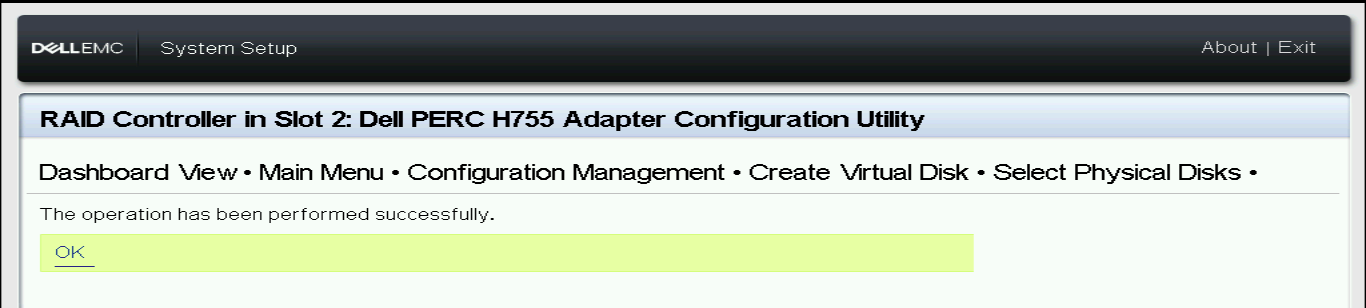 DELLEMC System Setup About | Exit
RAID Controller in Slot 2: Dell PERC H755 Adapter Configuration Utility
Dashboard View • Main Menu • Configuration Management • Create Virtual Disk • Select Physical Disks •
The operation has been performed successfully.
OK